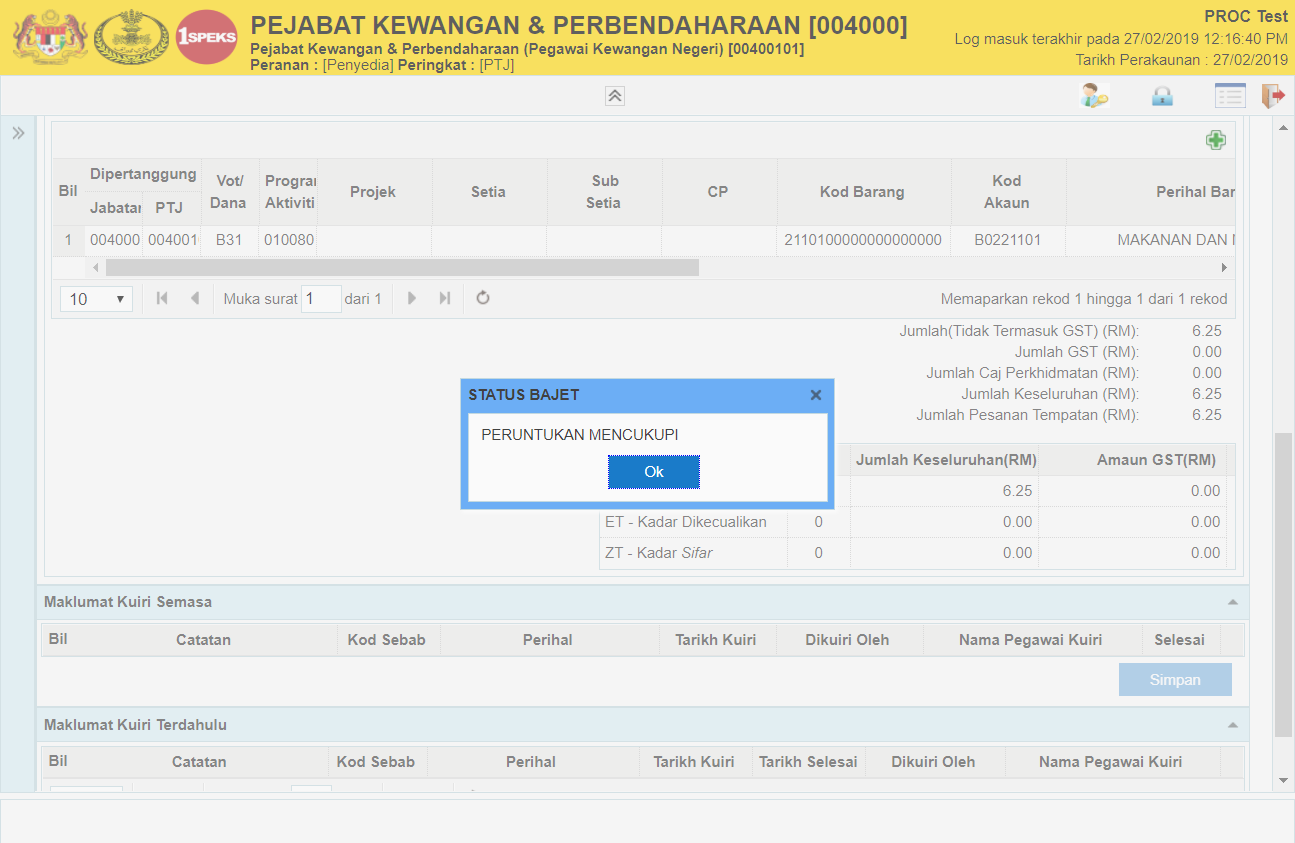 1SPEKS
PEJABAT KEWANGAN & PERBENDAHARAAN [004000]
Pejabat Kewangan & Perbendaharaan (Pegawai Kewangan Negeri) [00400101]
Peranan : [Penyedia] Peringkat : [PTJ]
PROC Test
Log masuk terakhir pada 27/02/2019 12:16:40 PM
Tarikh Perakaunan : 27/02/2019
Bil Dipertanggung Vot/ Dana Program Aktiviti Projek Setia Sub Setia CP Kod Barang Kod Akaun Perihal Bar
Jabatan PTJ
1 004000 004001 B31 010080 2110100000000000000 B0221101 MAKANAN DAN
10 Muka surat 1 dari 1 Memaparkan rekod 1 hingga 1 dari 1 rekod
Jumlah(Tidak Termasuk GST) (RM): 6.25
Jumlah GST (RM): 0.00
Jumlah Caj Perkhidmatan (RM): 0.00
Jumlah Keseluruhan (RM): 6.25
Jumlah Pesanan Tempatan (RM): 6.25
STATUS BAJET
PERUNTUKAN MENCUKUPI
Ok
Jumlah Keseluruhan(RM) Amaun GST(RM)
6.25 0.00
ET - Kadar Dikecualikan 0 0.00 0.00
ZT - Kadar Sifar 0 0.00 0.00
Maklumat Kuiri Semasa
Bil Catatan Kod Sebab Perihal Tarikh Kuiri Dikuiri Oleh Nama Pegawai Kuiri Selesai
Simpan
Maklumat Kuiri Terdahulu
Bil Catatan Kod Sebab Perihal Tarikh Kuiri Tarikh Selesai Dikuiri Oleh Nama Pegawai Kuiri